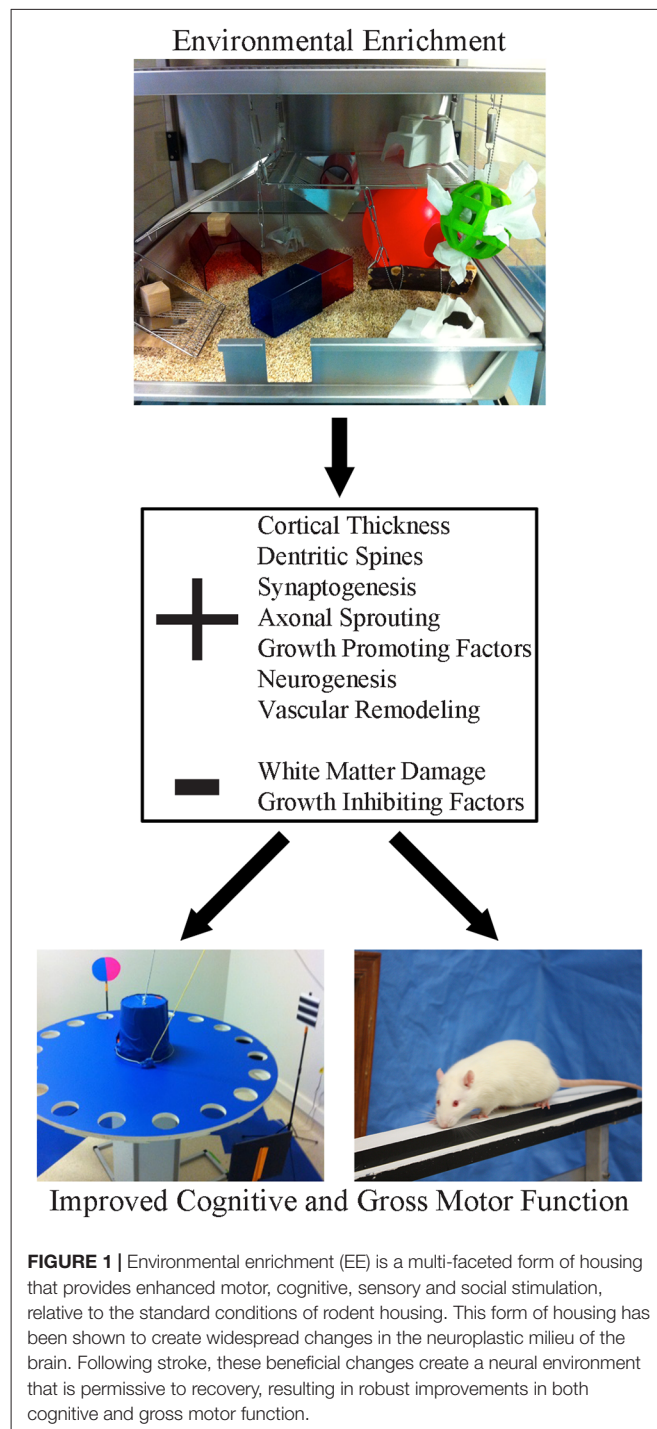 Environmental Enrichment
Cortical Thickness
Dentritic Spines
Synaptogenesis
Axonal Sprouting
Growth Promoting Factors
Neurogenesis
Vascular Remodeling
White Matter Damage
Growth Inhibiting Factors
Improved Cognitive and Gross Motor Function
FIGURE 1 | Environmental enrichment (EE) is a multi-faceted form of housing
that provides enhanced motor, cognitive, sensory and social stimulation,
relative to the standard conditions of rodent housing. This form of housing has
been shown to create widespread changes in the neuroplastic milieu of the
brain. Following stroke, these beneficial changes create a neural environment
that is permissive to recovery, resulting in robust improvements in both
cognitive and gross motor function.